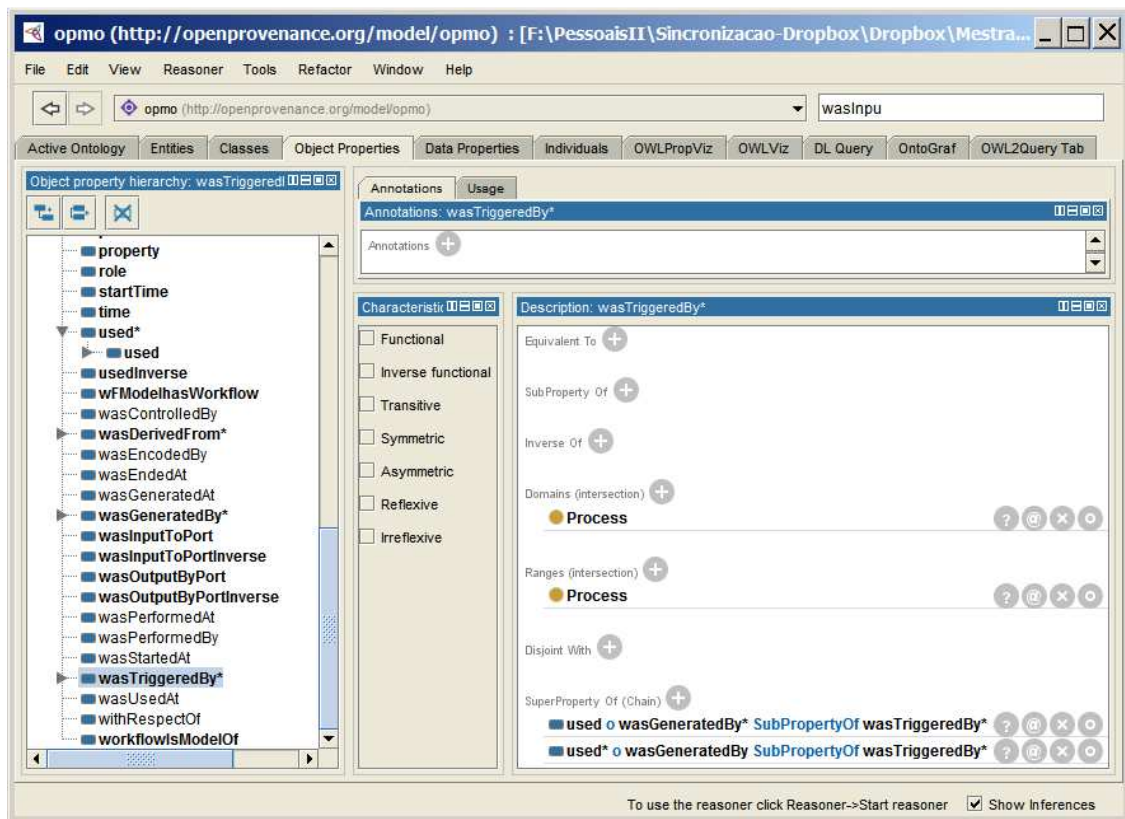 opmo (http://openprovenance.org/model/opmo) : [F:\PessoaisII\Sincronizacao-Dropbox\Dropbox\Mestra...
File Edit View Reasoner Tools Refactor Window Help
opmo (http://openprovenance.org/model/opmo) wasInpu
Active Ontology Entities Classes Object Properties Data Properties Individuals OWLPropViz OWLViz DL Query OntoGraf OWL2Query Tab
Object property hierarchy: wasTriggeredI
property
role
startTime
time
used*
used
usedInverse
wFModelhasWorkflow
wasControlledBy
wasDerivedFrom*
wasEncodedBy
wasEndedAt
wasGeneratedAt
wasGeneratedBy*
wasInputToPort
wasInputToPortInverse
wasOutputByPort
wasOutputByPortInverse
wasPerformedAt
wasPerformedBy
wasStartedAt
wasTriggeredBy*
wasUsedAt
withRespectOf
workflowIsModelOf
Annotations Usage
Annotations: wasTriggeredBy*
Annotations
Characteristic
Functional
Inverse functional
Transitive
Symmetric
Asymmetric
Reflexive
Irreflexive
Description: wasTriggeredBy*
Equivalent To
SubProperty Of
Inverse Of
Domains (intersection)
Process
Ranges (intersection)
Process
Disjoint With
SuperProperty Of (Chain)
used o wasGeneratedBy* SubPropertyOf wasTriggeredBy*
used* o wasGeneratedBy SubPropertyOf wasTriggeredBy*
To use the reasoner click Reasoner->Start reasoner Show Inferences